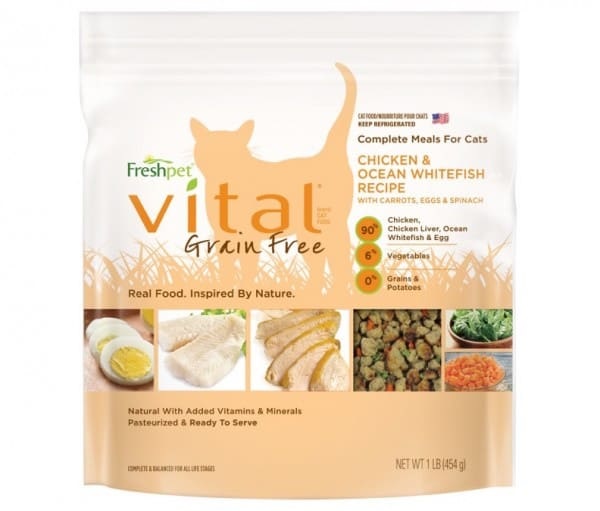 CAT FOOD/NOURRITURE POUR CHATS
KEEP REFRIGERATED
Complete Meals For Cats
Freshpet®
vital®
Grain Free
CHICKEN &
OCEAN WHITEFISH
RECIPE
WITH CARROTS, EGGS & SPINACH
90% Chicken,
Chicken Liver, Ocean
Whitefish & Egg
6% Vegetables
0% Grains &
Potatoes
Real Food. Inspired By Nature.
Natural With Added Vitamins & Minerals
Pasteurized & Ready To Serve
COMPLETE & BALANCED FOR ALL LIFE STAGES
NET WT 1 LB (454 g)